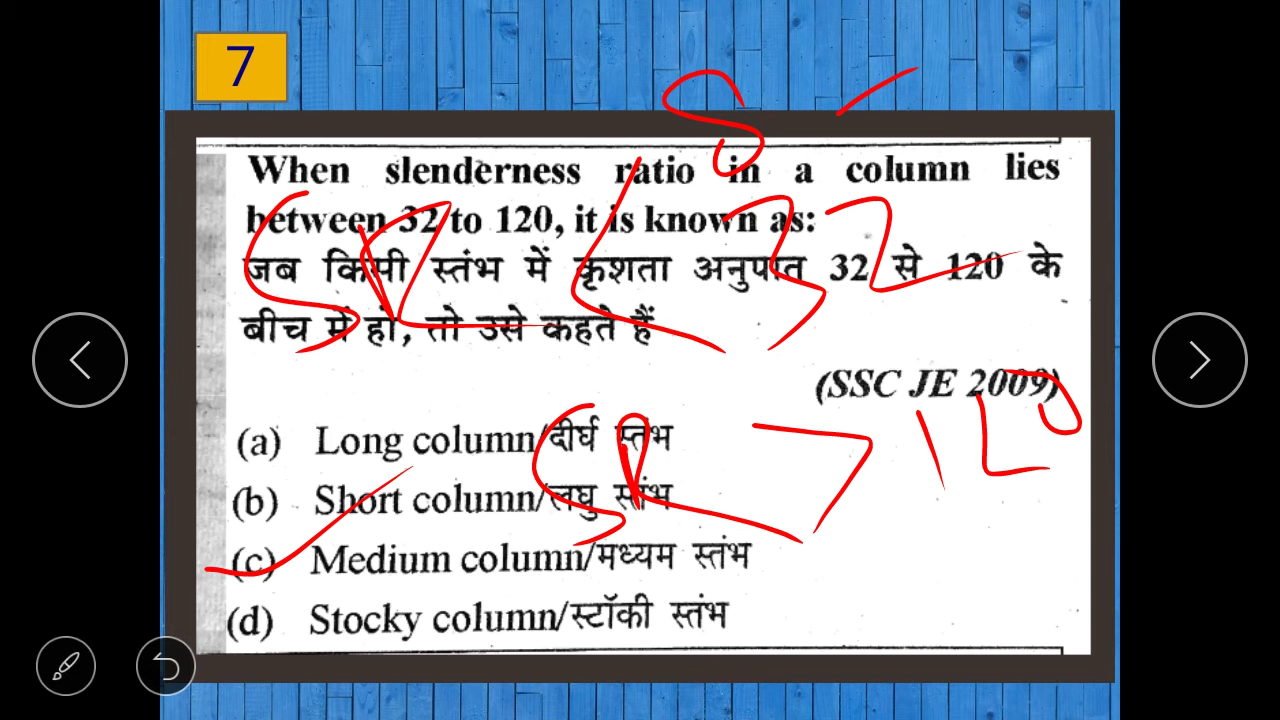 7
When slenderness ratio in a column lies
between 32 to 120, it is known as:
जब किसी स्तंभ में कृशता अनुपात 32 से 120 के
बीच में हो, तो उसे कहते हैं
(SSC JE 2009)
(a) Long column/दीर्घ स्तंभ
(b) Short column/लघु स्तंभ
(c) Medium column/मध्यम स्तंभ
(d) Stocky column/स्टॉकी स्तंभ
S
SR < 32
SR > 120